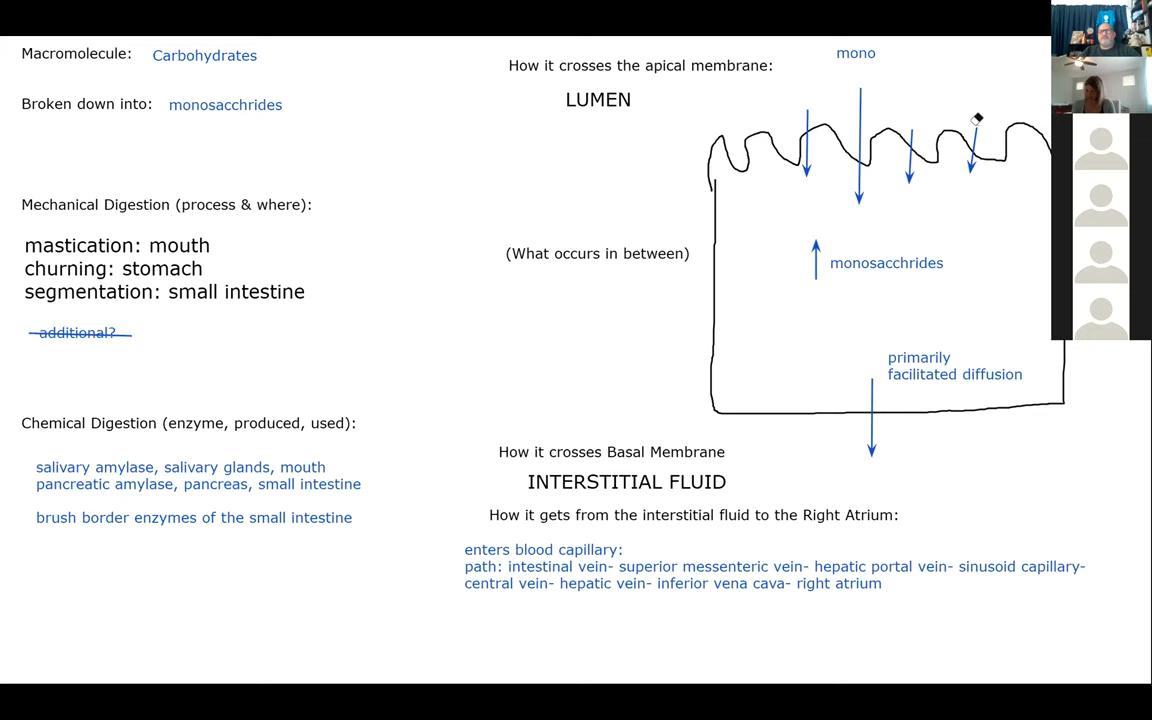 Macromolecule: Carbohydrates
Broken down into: monosacchrides
Mechanical Digestion (process & where):
mastication: mouth
churning: stomach
segmentation: small intestine
additional?
Chemical Digestion (enzyme, produced, used):
salivary amylase, salivary glands, mouth
pancreatic amylase, pancreas, small intestine
brush border enzymes of the small intestine
mono
How it crosses the apical membrane:
LUMEN
(What occurs in between)
monosacchrides
primarily
facilitated diffusion
How it crosses Basal Membrane
INTERSTITIAL FLUID
How it gets from the interstitial fluid to the Right Atrium:
enters blood capillary:
path: intestinal vein- superior messenteric vein- hepatic portal vein- sinusoid capillary-
central vein- hepatic vein- inferior vena cava- right atrium